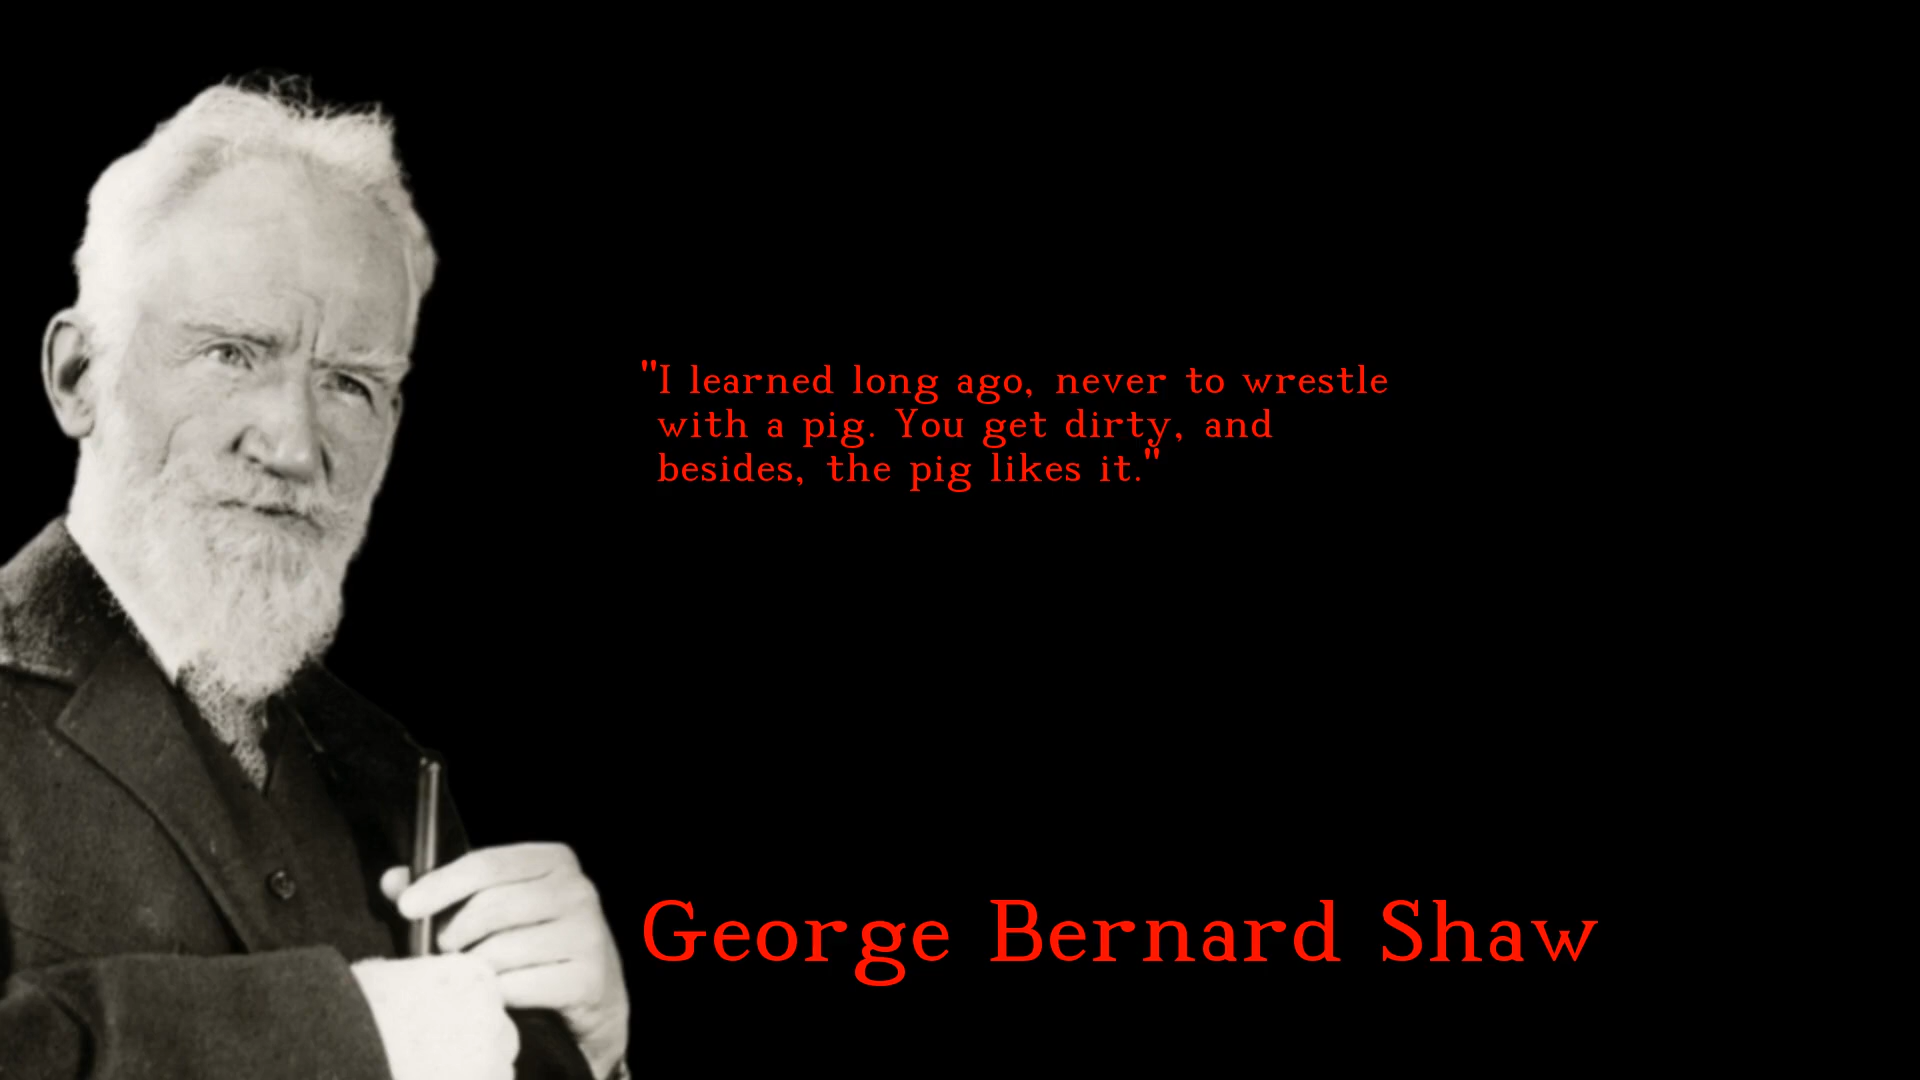 "I learned long ago, never to wrestle
with a pig. You get dirty, and
besides, the pig likes it."
George Bernard Shaw